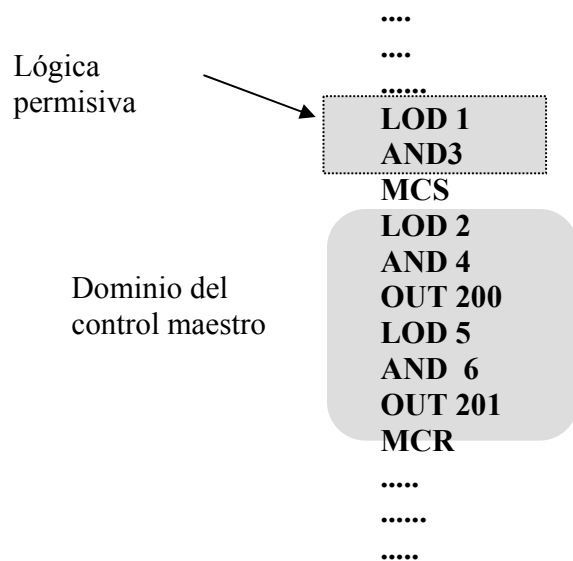 ....
....
Lógica
permisiva
......
LOD 1
AND3
MCS
LOD 2
AND 4
Dominio del
control maestro
OUT 200
LOD 5
AND  6
OUT 201
MCR
.....
......
.....